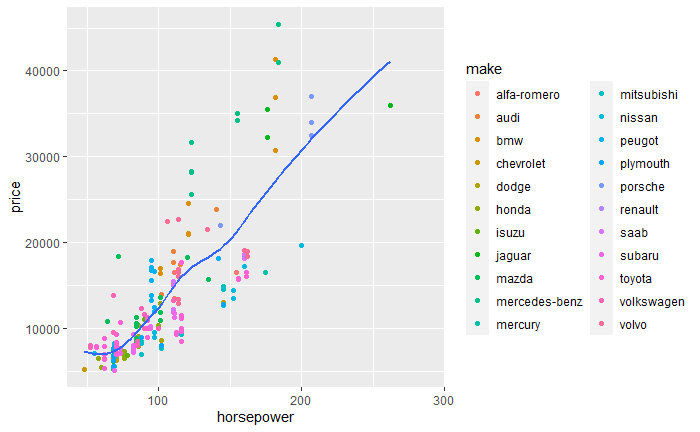 40000
30000
20000
10000
price
100
200
300
horsepower
make
alfa-romero
audi
bmw
chevrolet
dodge
honda
isuzu
jaguar
mazda
mercedes-benz
mercury
mitsubishi
nissan
peugot
plymouth
porsche
renault
saab
subaru
toyota
volkswagen
volvo